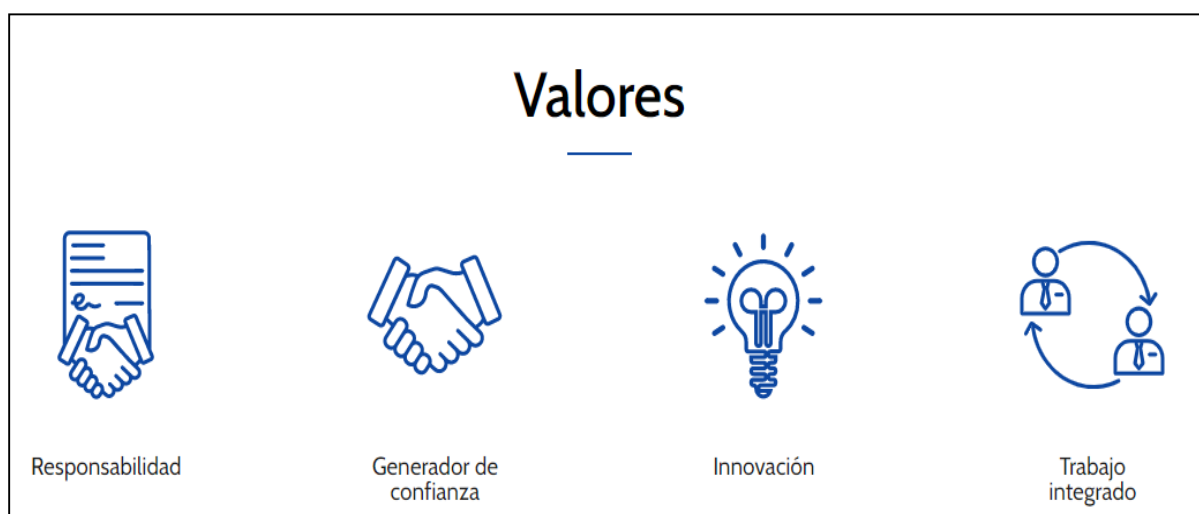 Valores
Responsabilidad
Generador de
confianza
Innovación
Trabajo
integrado